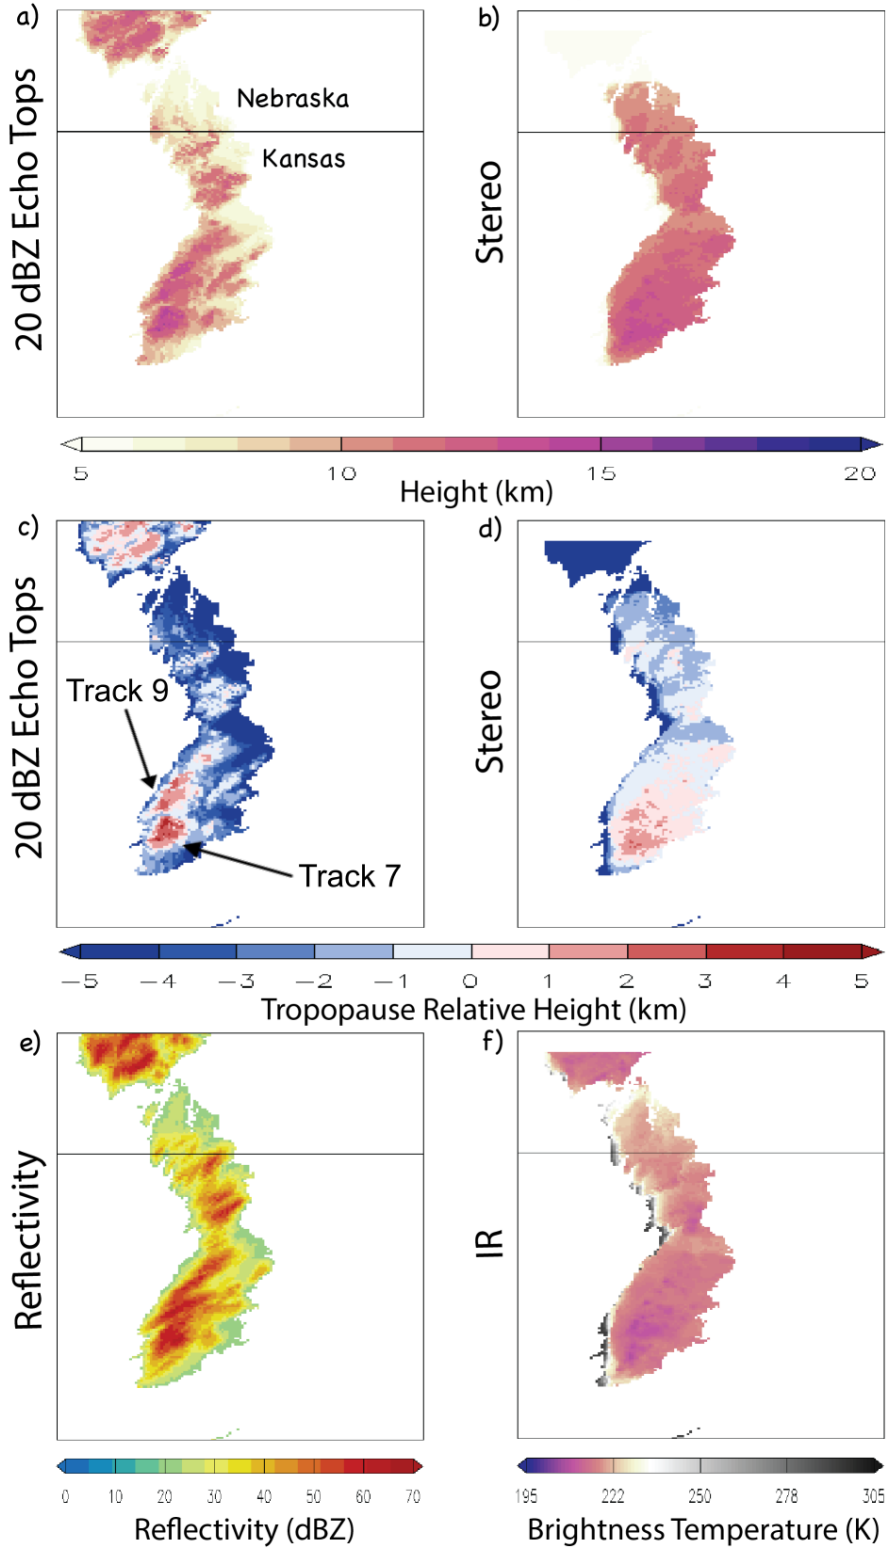 a)
b)
20 dBZ Echo Tops
Nebraska
Kansas
Stereo
5 10 15 20
Height (km)
c)
d)
20 dBZ Echo Tops
Track 9
Track 7
Stereo
−5 −4 −3 −2 −1 0 1 2 3 4 5
Tropopause Relative Height (km)
e)
f)
Reflectivity
IR
0 10 20 30 40 50 60 70
195 222 250 278 305
Reflectivity (dBZ)
Brightness Temperature (K)